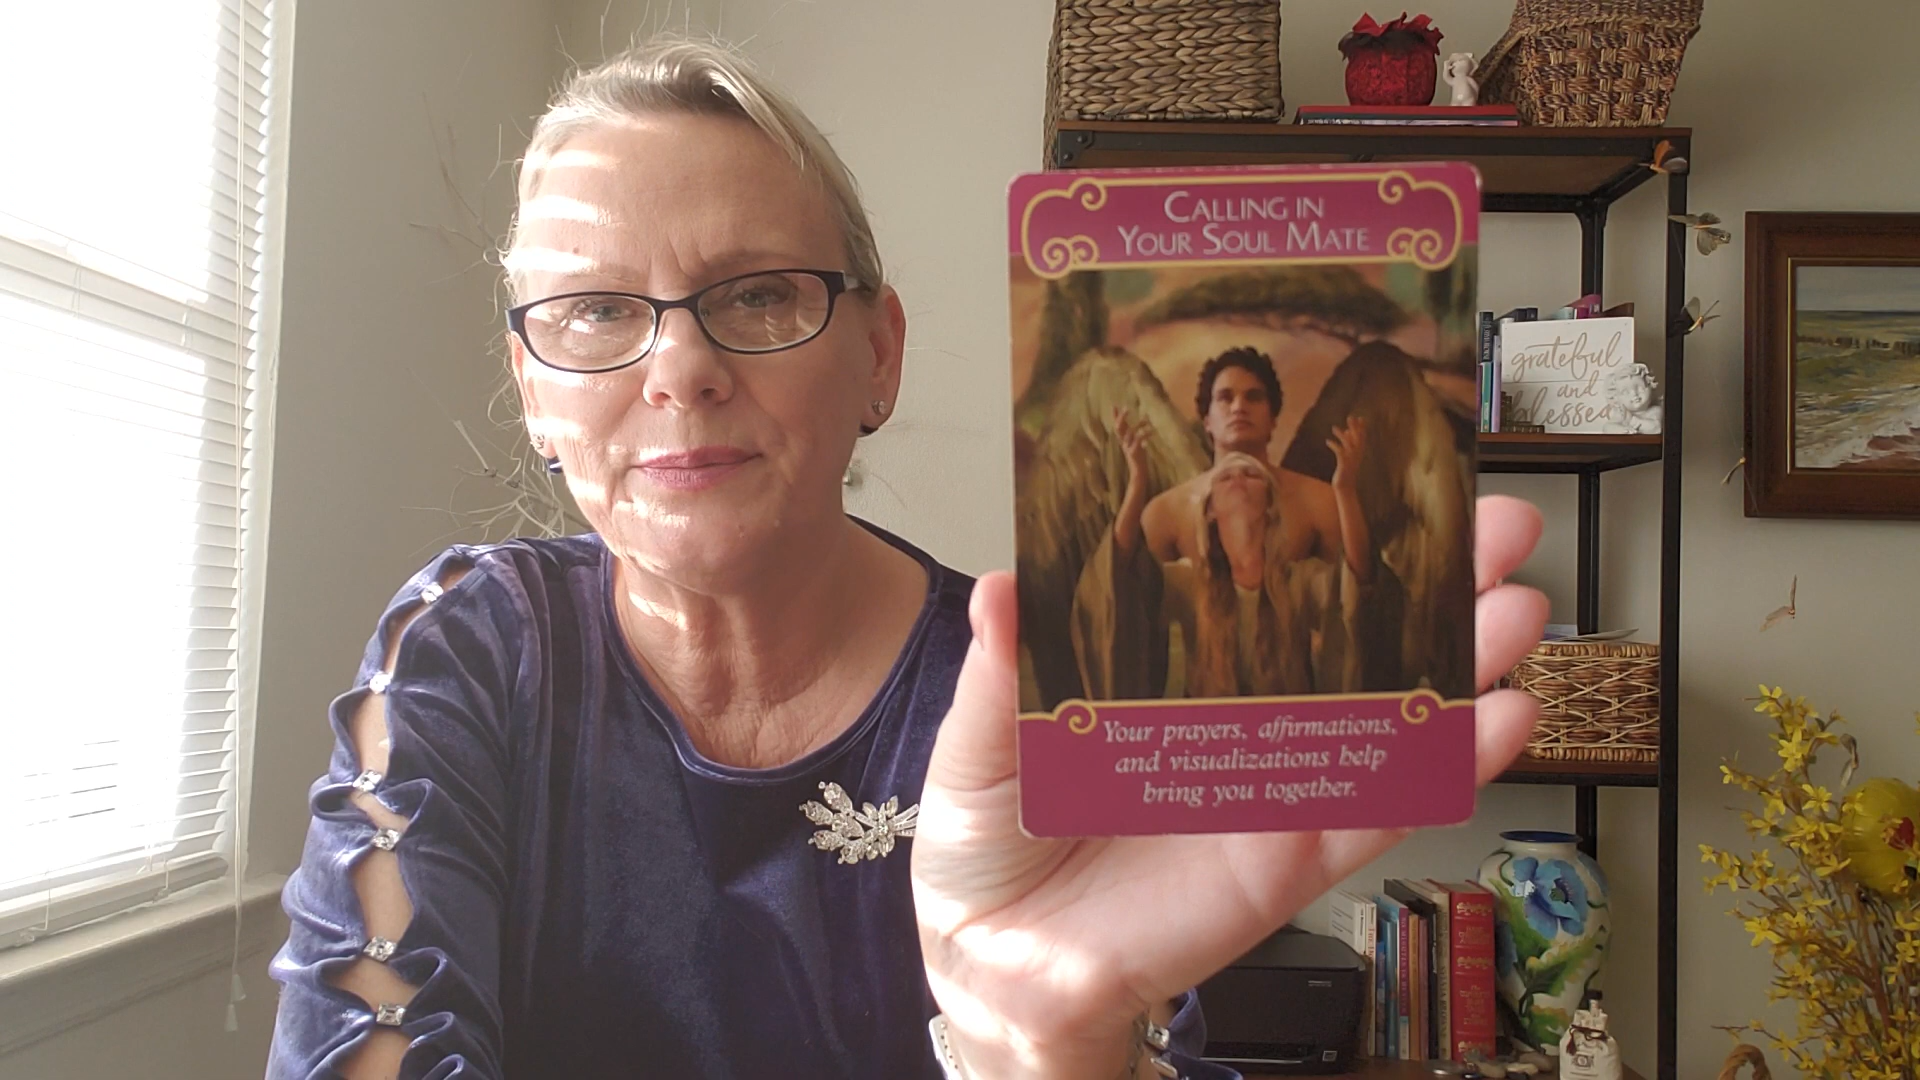 CALLING IN
YOUR SOUL MATE
Your prayers, affirmations,
and visualizations help
bring you together.
grateful
and
blessed